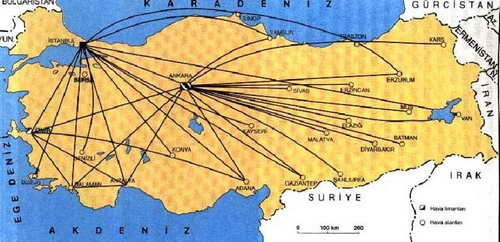 BULGARİSTAN
KARADENİZ
GÜRCİSTAN
ERMENİSTAN
İRAN
İSTANBUL
SİNOP
SAMSUN
TRABZON
KARS
BURSA
ANKARA
SİVAS
ERZİNCAN
ERZURUM
MUŞ
VAN
KAYSERİ
ELAZIĞ
MALATYA
BATMAN
DİYARBAKIR
DENİZLİ
KONYA
DALAMAN
ANTALYA
ADANA
GAZİANTEP
ŞANLIURFA
EGE DENİZİ
AKDENİZ
SURİYE
IRAK
0 100 km 200
Hava limanları
Hava alanları